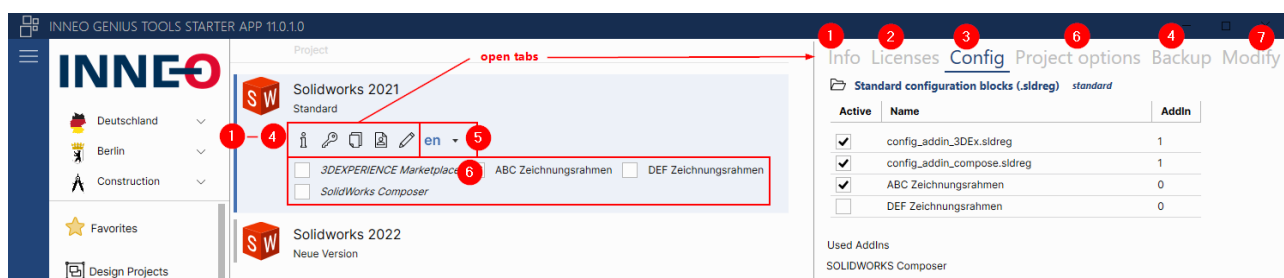 INNEO GENIUS TOOLS STARTER APP 11.0.1.0
INNEO
Deutschland
Berlin
Construction
Favorites
Design Projects
Project
open tabs
Solidworks 2021
Standard
1 – 4
en
5
3DEXPERIENCE Marketplace
6
ABC Zeichnungsrahmen
DEF Zeichnungsrahmen
SolidWorks Composer
Solidworks 2022
Neue Version
1 2 3 6 4 7
Info Licenses Config Project options Backup Modify
Standard configuration blocks (.sldreg) standard
Active Name AddIn
config_addin_3DEx.sldreg 1
config_addin_compose.sldreg 1
ABC Zeichnungsrahmen 0
DEF Zeichnungsrahmen 0
Used AddIns
SOLIDWORKS Composer